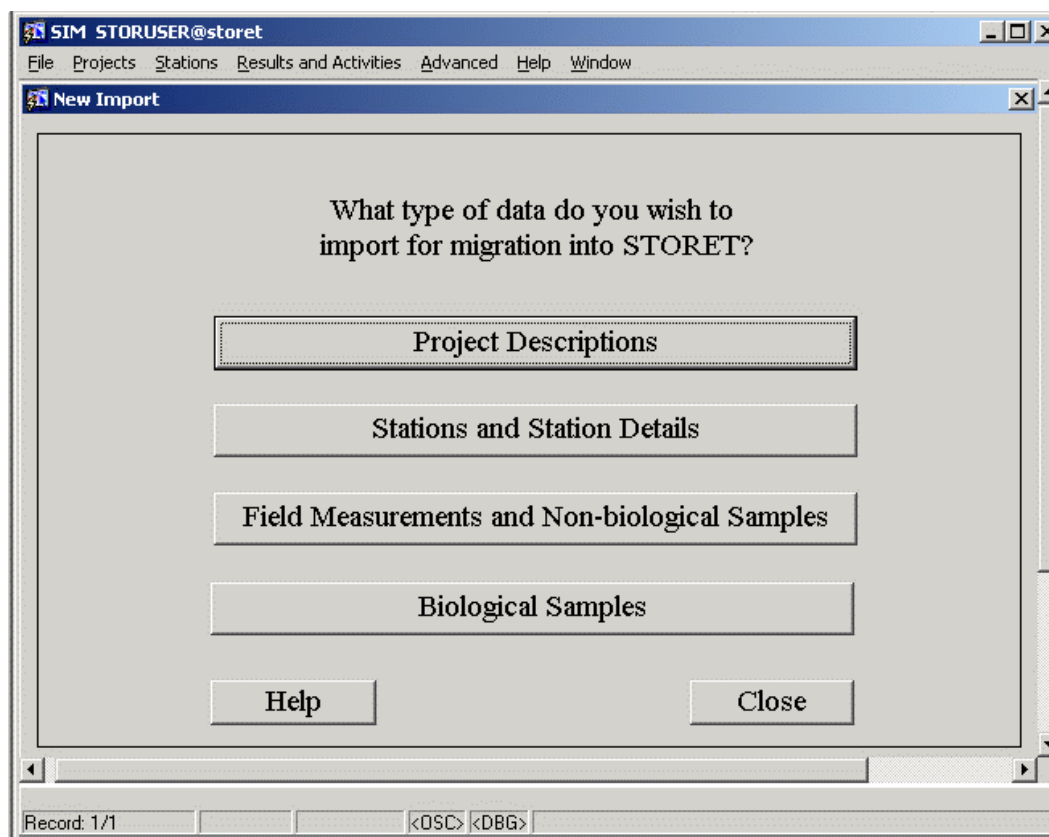 SIM STORUSER@storet
File Projects Stations Results and Activities Advanced Help Window
New Import
What type of data do you wish to
import for migration into STORET?
Project Descriptions
Stations and Station Details
Field Measurements and Non-biological Samples
Biological Samples
Help Close
Record: 1/1 <OSC> <DBG>